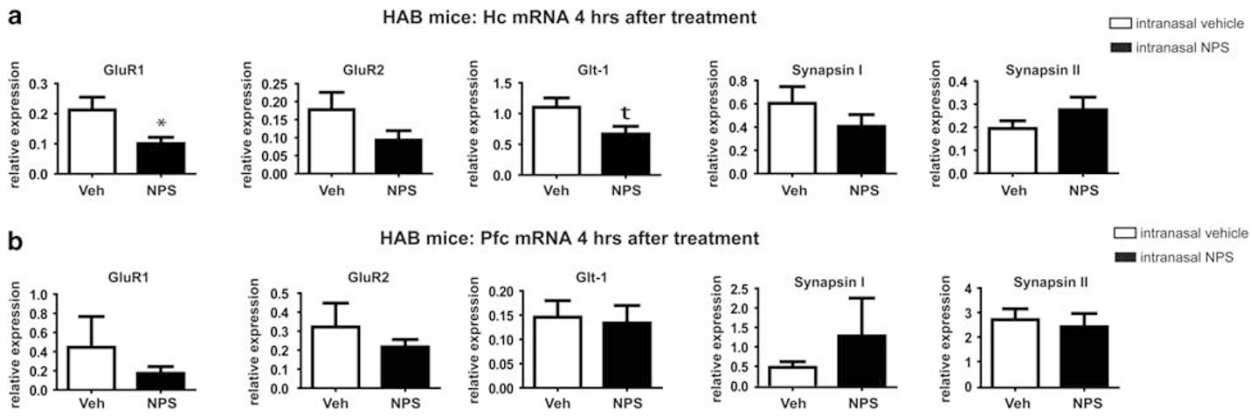 a
HAB mice: Hc mRNA 4 hrs after treatment
intranasal vehicle
intranasal NPS
GluR1
relative expression
0.3
0.2
0.1
0.0
*
Veh NPS
GluR2
relative expression
0.25
0.20
0.15
0.10
0.05
0.00
Veh NPS
Glt-1
relative expression
1.5
1.0
0.5
0.0
t
Veh NPS
Synapsin I
relative expression
0.8
0.6
0.4
0.2
0.0
Veh NPS
Synapsin II
relative expression
0.4
0.3
0.2
0.1
0.0
Veh NPS
b
HAB mice: Pfc mRNA 4 hrs after treatment
intranasal vehicle
intranasal NPS
GluR1
relative expression
1.0
0.8
0.6
0.4
0.2
0.0
Veh NPS
GluR2
relative expression
0.5
0.4
0.3
0.2
0.1
0.0
Veh NPS
Glt-1
relative expression
0.20
0.15
0.10
0.05
0.00
Veh NPS
Synapsin I
relative expression
2.5
2.0
1.5
1.0
0.5
0.0
Veh NPS
Synapsin II
relative expression
4
3
2
1
0
Veh NPS